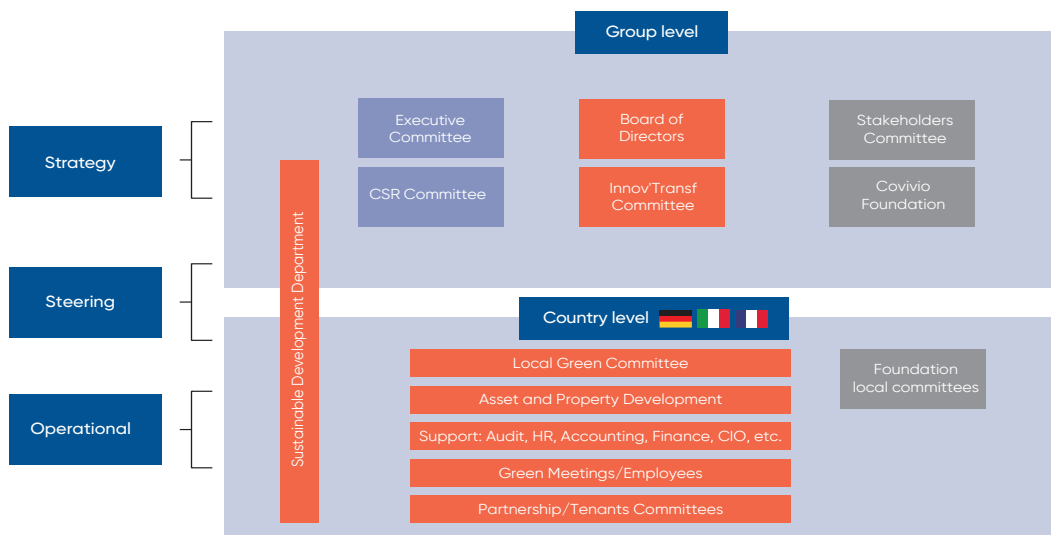 Group level
Strategy
Executive
Committee
Board of
Directors
Stakeholders
Committee
CSR Committee
Innov'Transf
Committee
Covivio
Foundation
Sustainable Development Department
Steering
Country level
Local Green Committee
Foundation
local committees
Asset and Property Development
Operational
Support: Audit, HR, Accounting, Finance, CIO, etc.
Green Meetings/Employees
Partnership/Tenants Committees